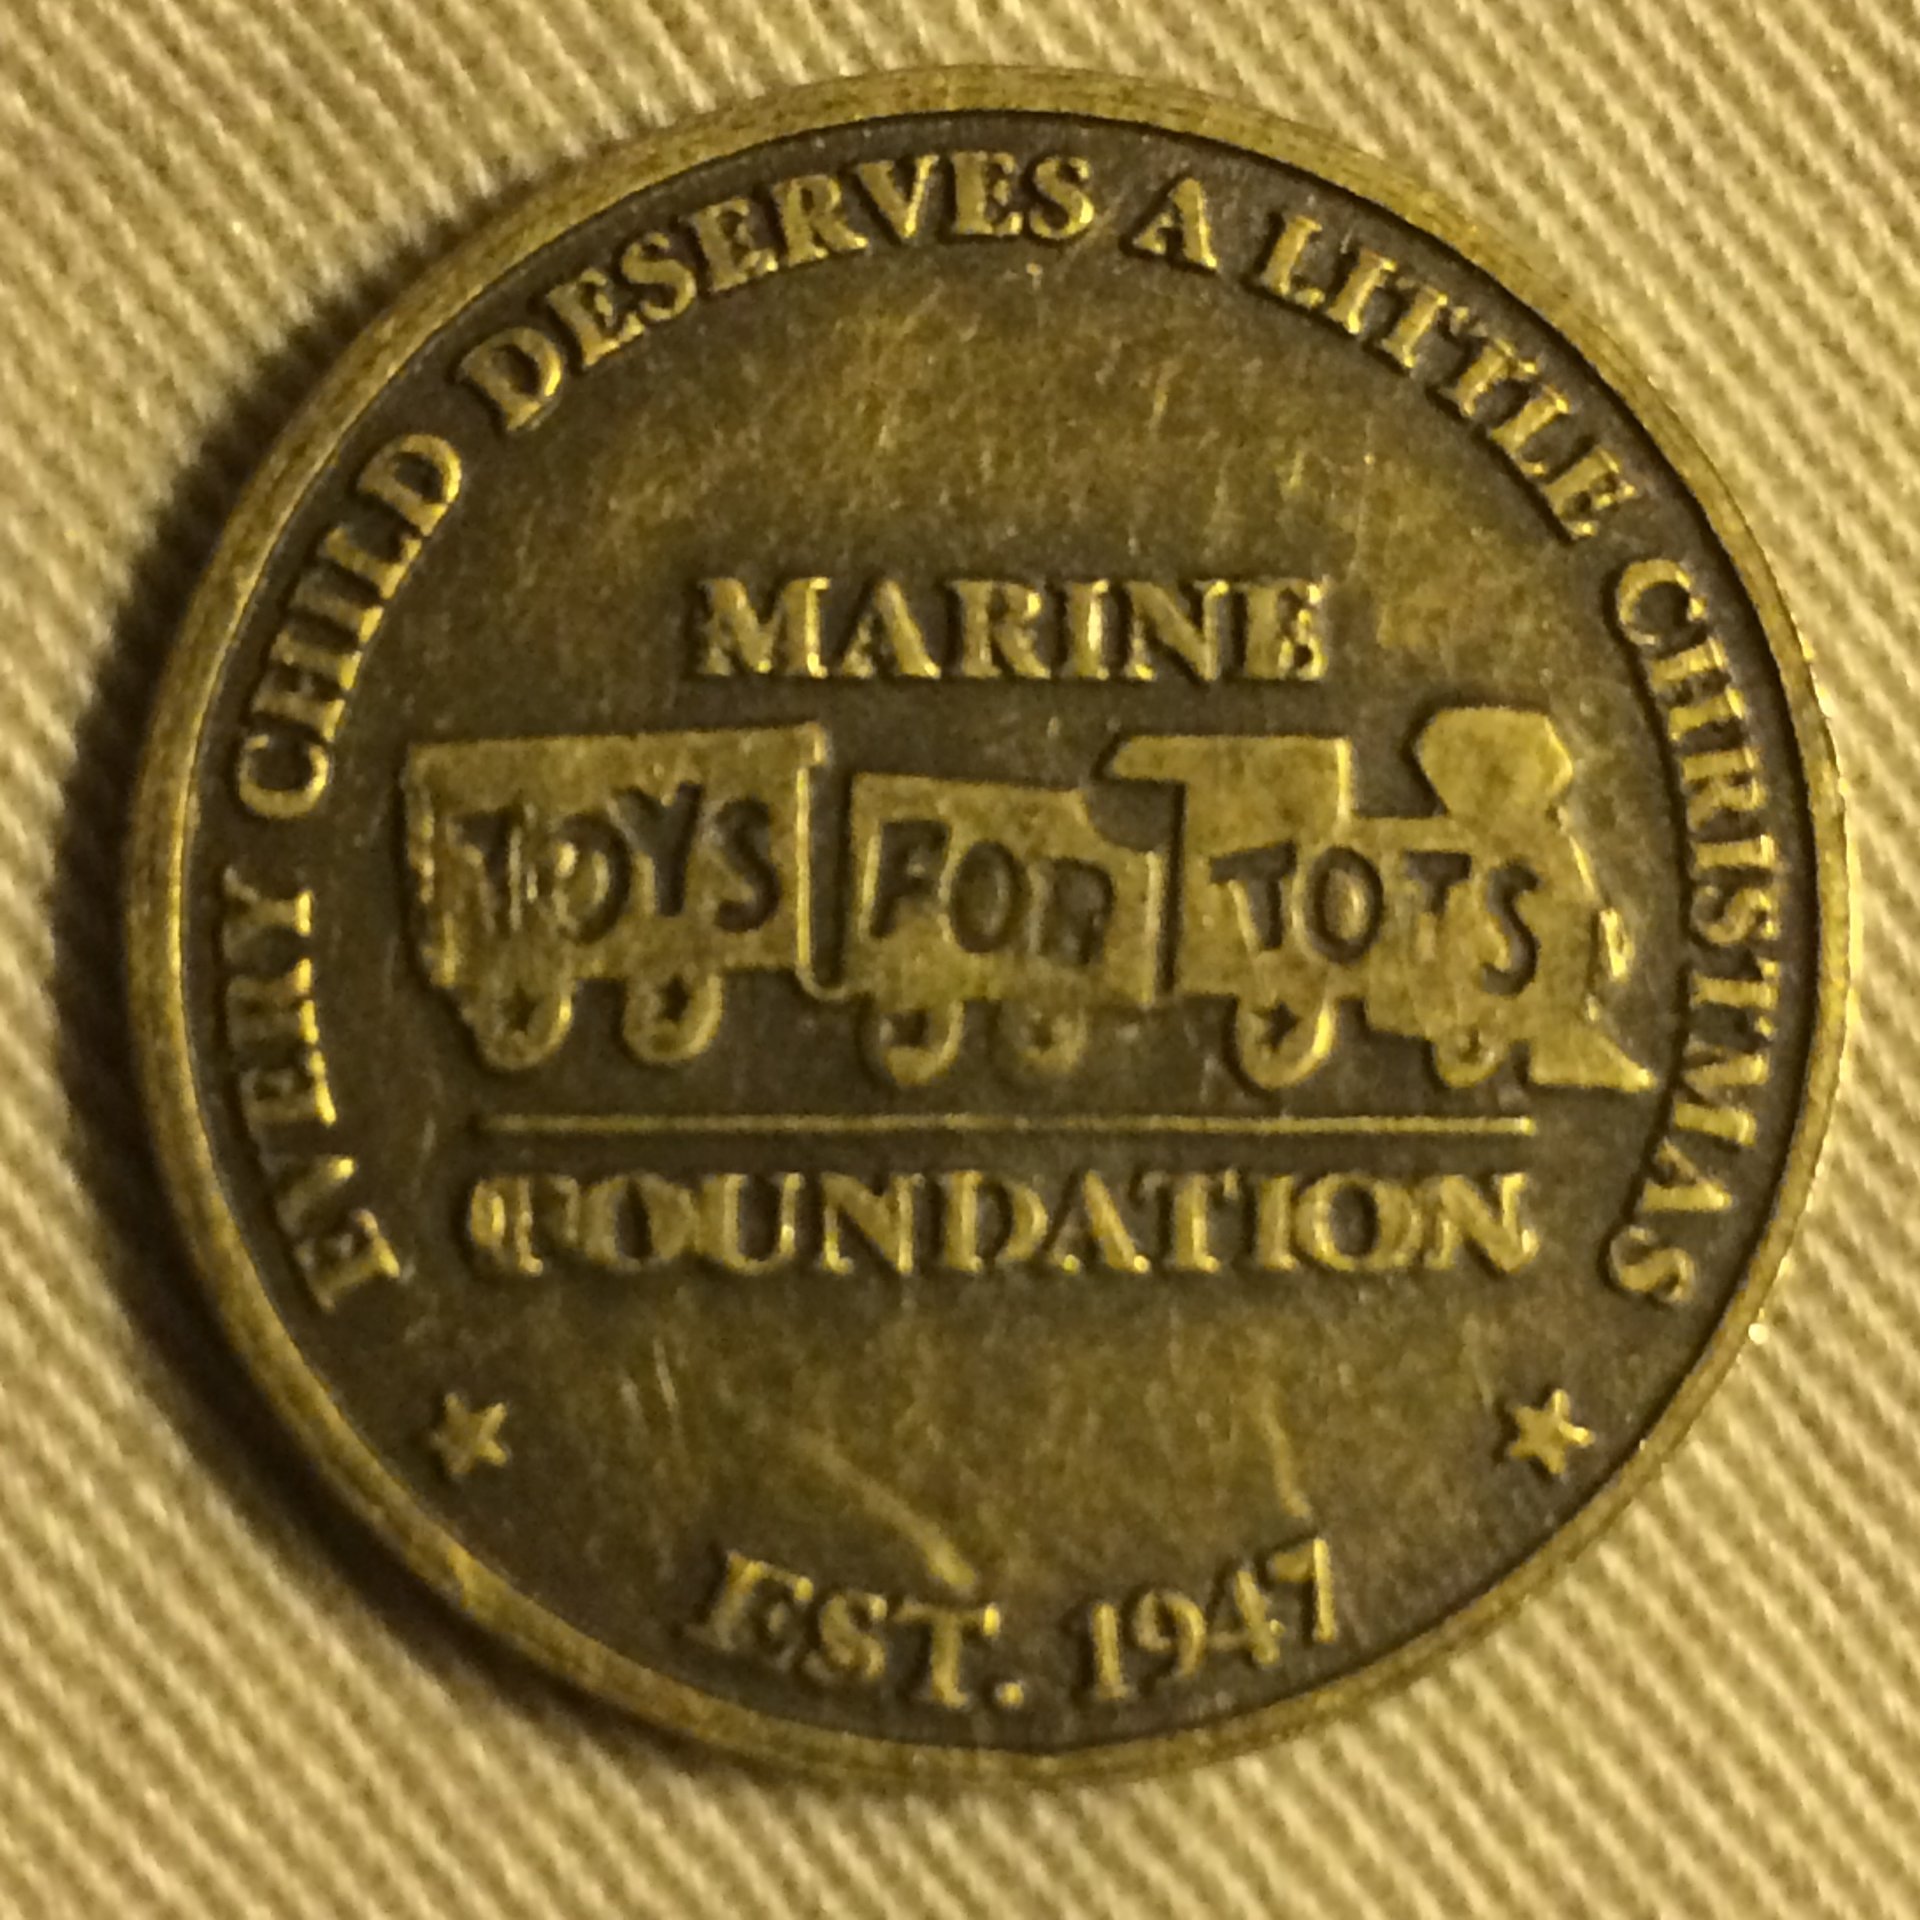 EVERY CHILD DESERVES A LITTLE CHRISTMAS
MARINE
TOYS FOR TOTS
FOUNDATION
EST. 1947